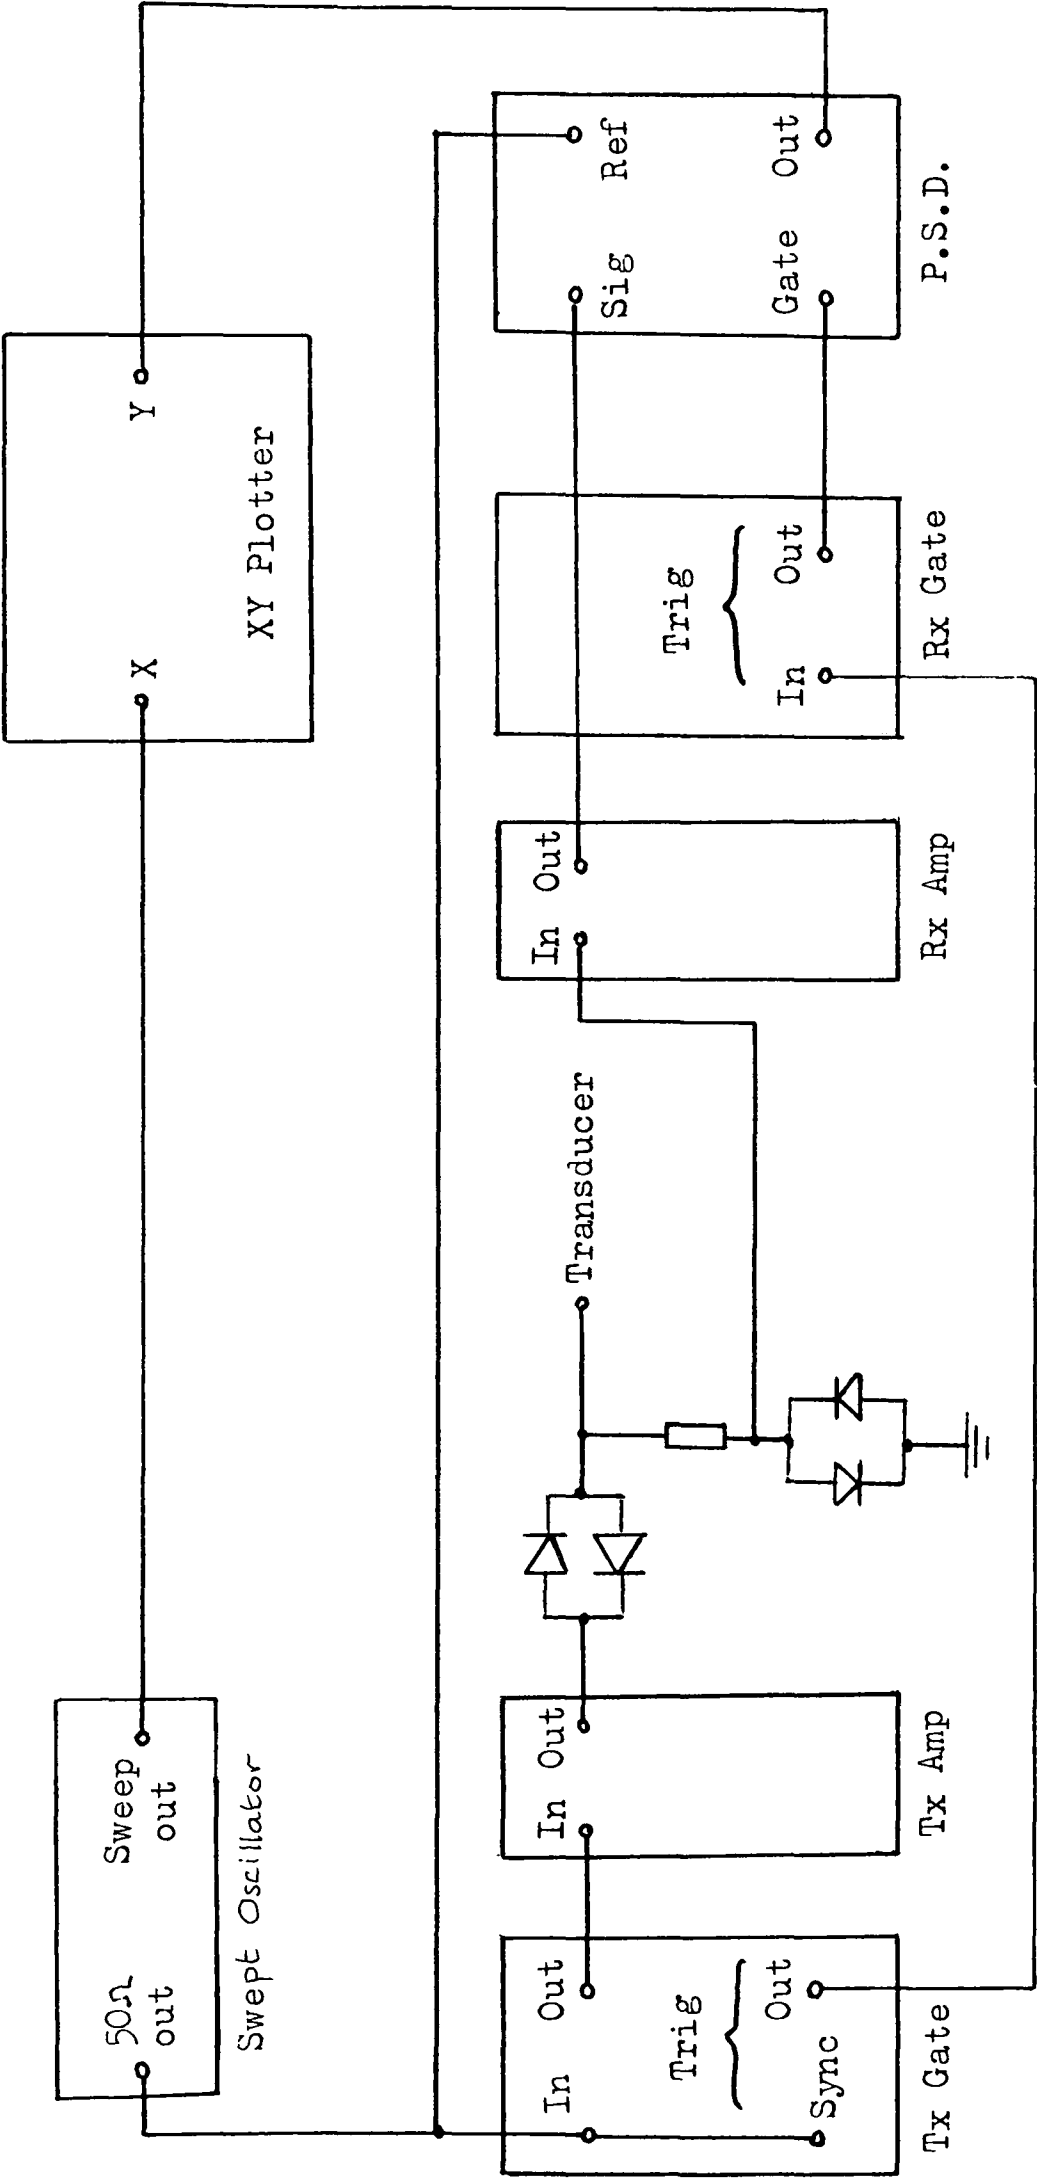 50Ω
out
Sweep
out
Swept Oscillator
X
Y
XY Plotter
In
Out
Trig
Sync
Out
Tx Gate
In
Out
Tx Amp
Transducer
In
Out
Rx Amp
Trig
In
Out
Rx Gate
Sig
Ref
Gate
Out
P.S.D.